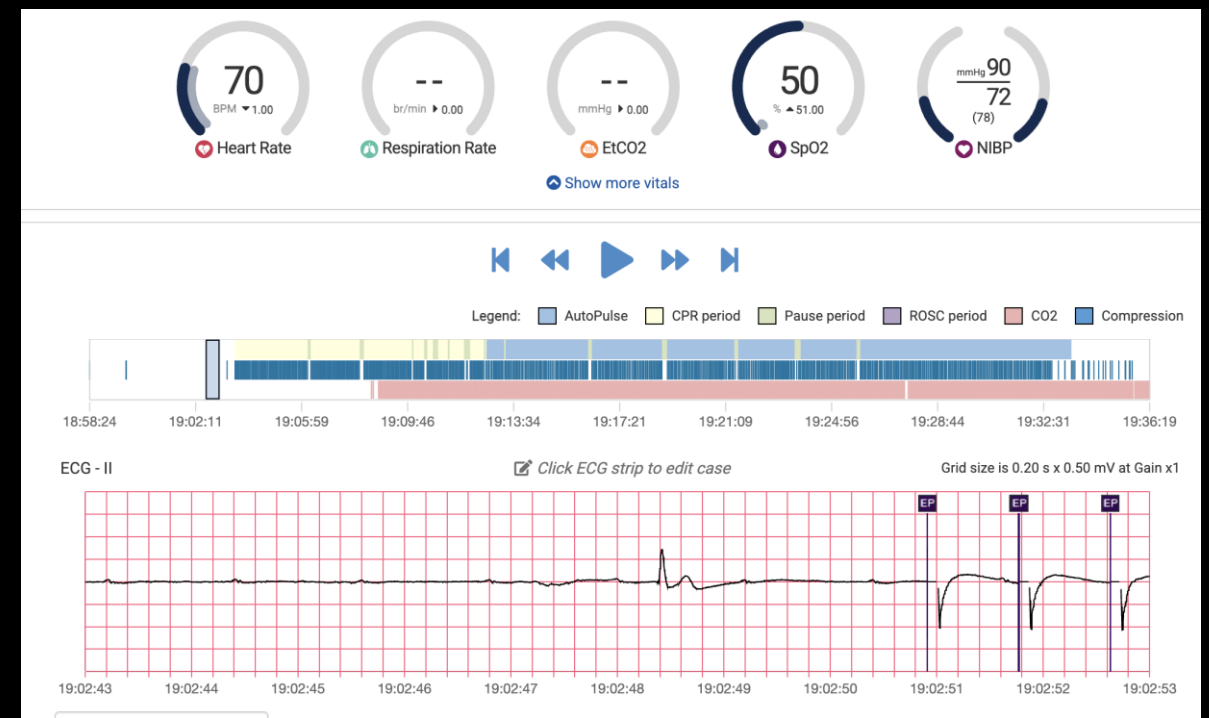 70
BPM ▼1.00
Heart Rate
--
br/min ▶ 0.00
Respiration Rate
--
mmHg ▶ 0.00
EtCO2
50
% ▲51.00
SpO2
mmHg 90
72
(78)
NIBP
Show more vitals
Legend: AutoPulse CPR period Pause period ROSC period CO2 Compression
18:58:24 19:02:11 19:05:59 19:09:46 19:13:34 19:17:21 19:21:09 19:24:56 19:28:44 19:32:31 19:36:19
ECG - II Click ECG strip to edit case Grid size is 0.20 s x 0.50 mV at Gain x1
EP EP EP
19:02:43 19:02:44 19:02:45 19:02:46 19:02:47 19:02:48 19:02:49 19:02:50 19:02:51 19:02:52 19:02:53